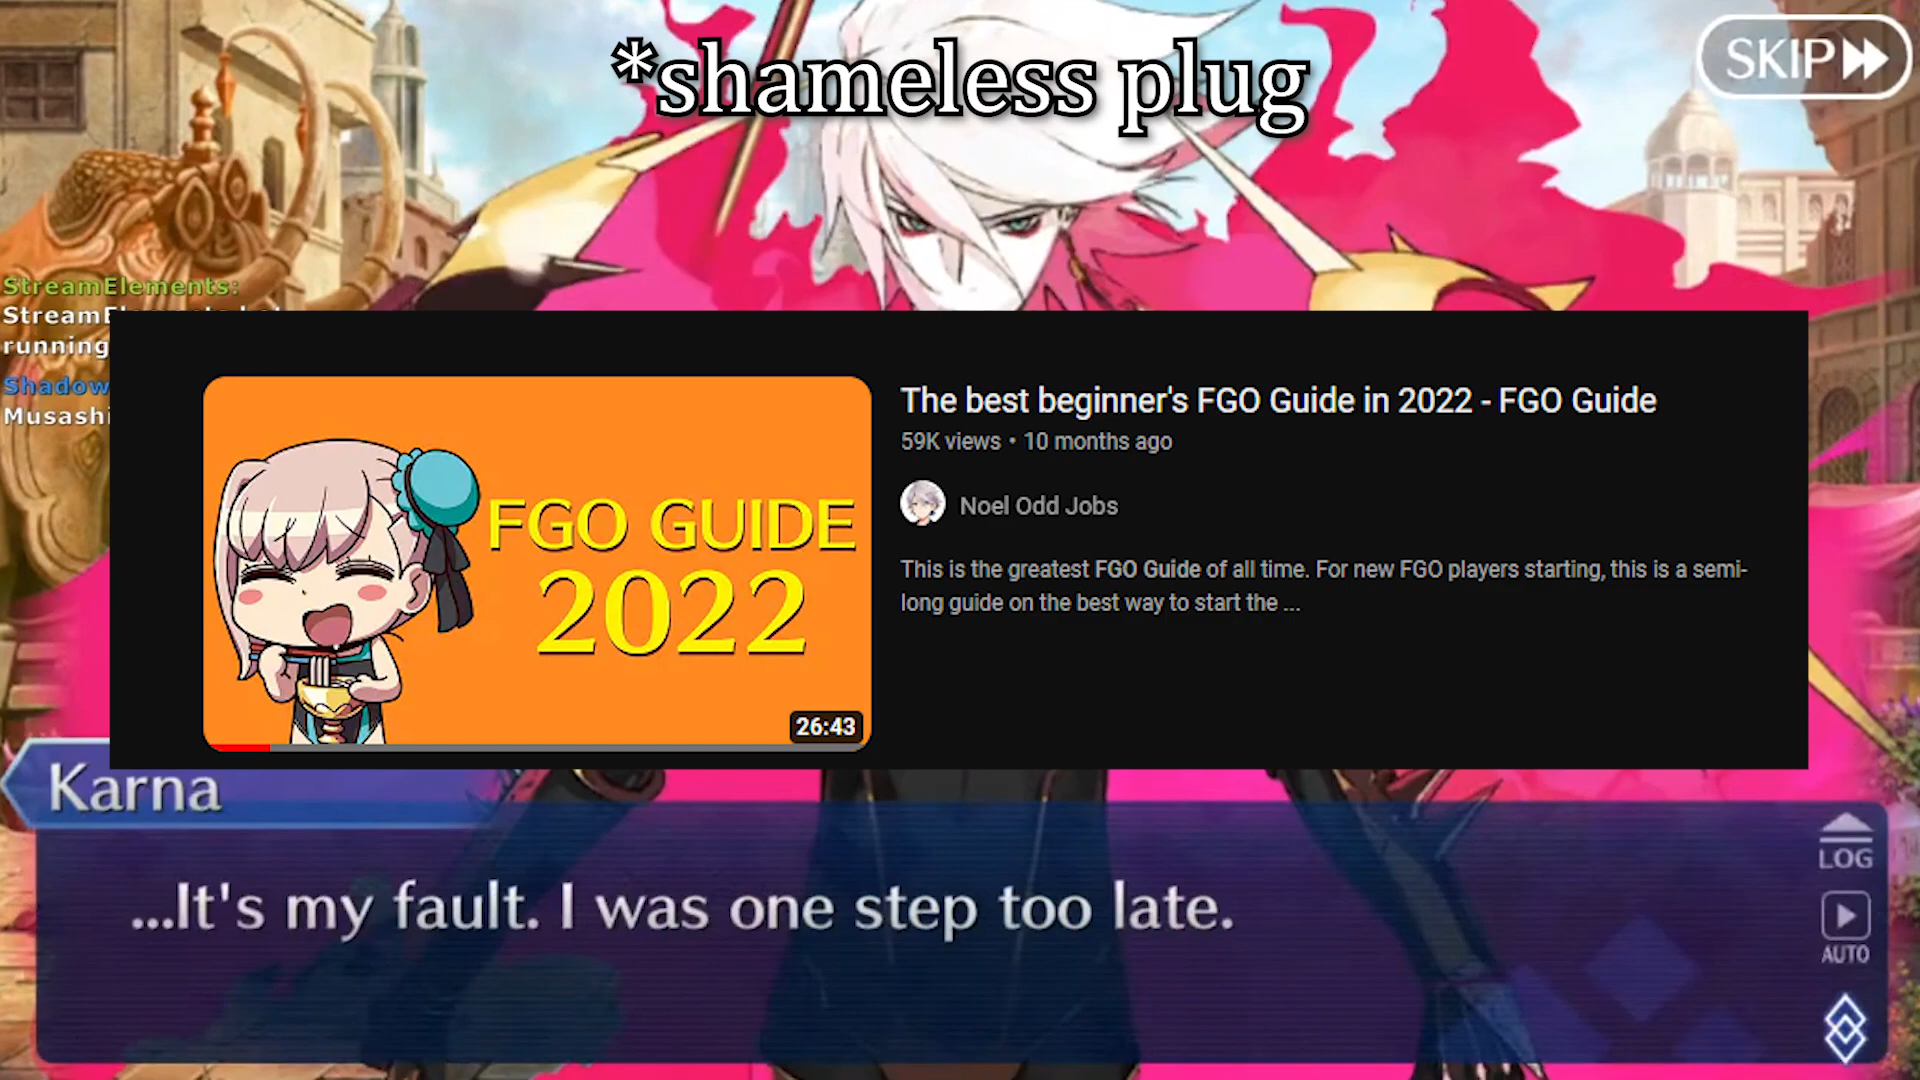 *shameless plug
SKIP
StreamElements:
running
Shadow
Musashi
The best beginner's FGO Guide in 2022 - FGO Guide
59K views • 10 months ago
Noel Odd Jobs
This is the greatest FGO Guide of all time. For new FGO players starting, this is a semi-
long guide on the best way to start the ...
FGO GUIDE
2022
26:43
Karna
...It's my fault. I was one step too late.
LOG
AUTO